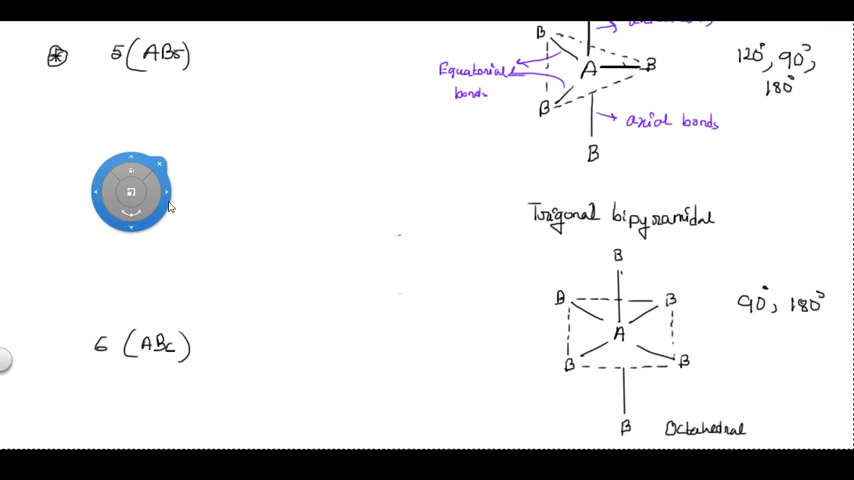 5 (AB5)
B
B
120°, 90°,
180°
Equatorial
bonds
A
B
axial bonds
B
Trigonal bipyramidal
B
B
B
90°, 180°
A
6 (AB6)
B
B
B
Octahedral